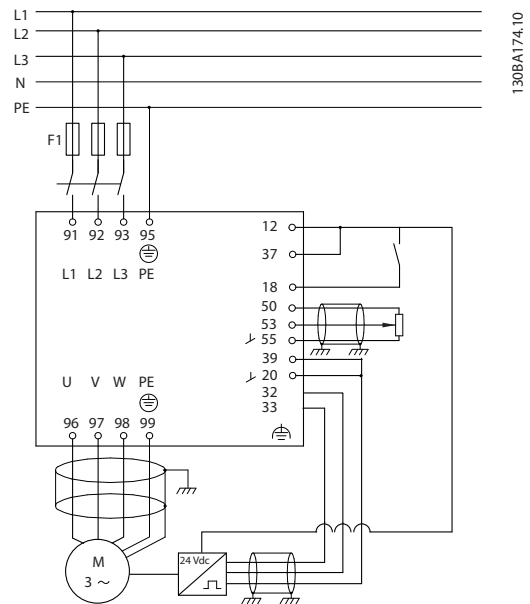 L1
L2
L3
N
PE
130BA174.10
F1
91 92 93 95
L1 L2 L3 PE
12
37
18
50
53
55
39
20
32
33
U V W PE
96 97 98 99
M
3 ~
24 Vdc